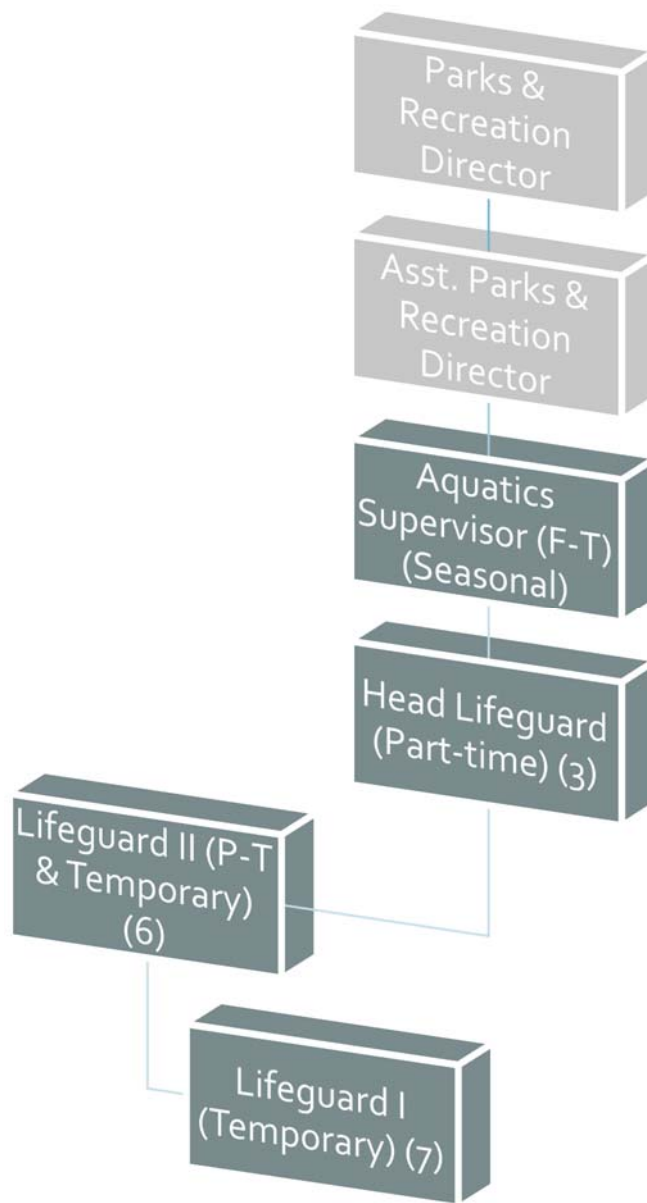 Parks &
Recreation
Director
Asst. Parks &
Recreation
Director
Aquatics
Supervisor (F-T)
(Seasonal)
Head Lifeguard
(Part-time) (3)
Lifeguard II (P-T
& Temporary)
(6)
Lifeguard I
(Temporary) (7)